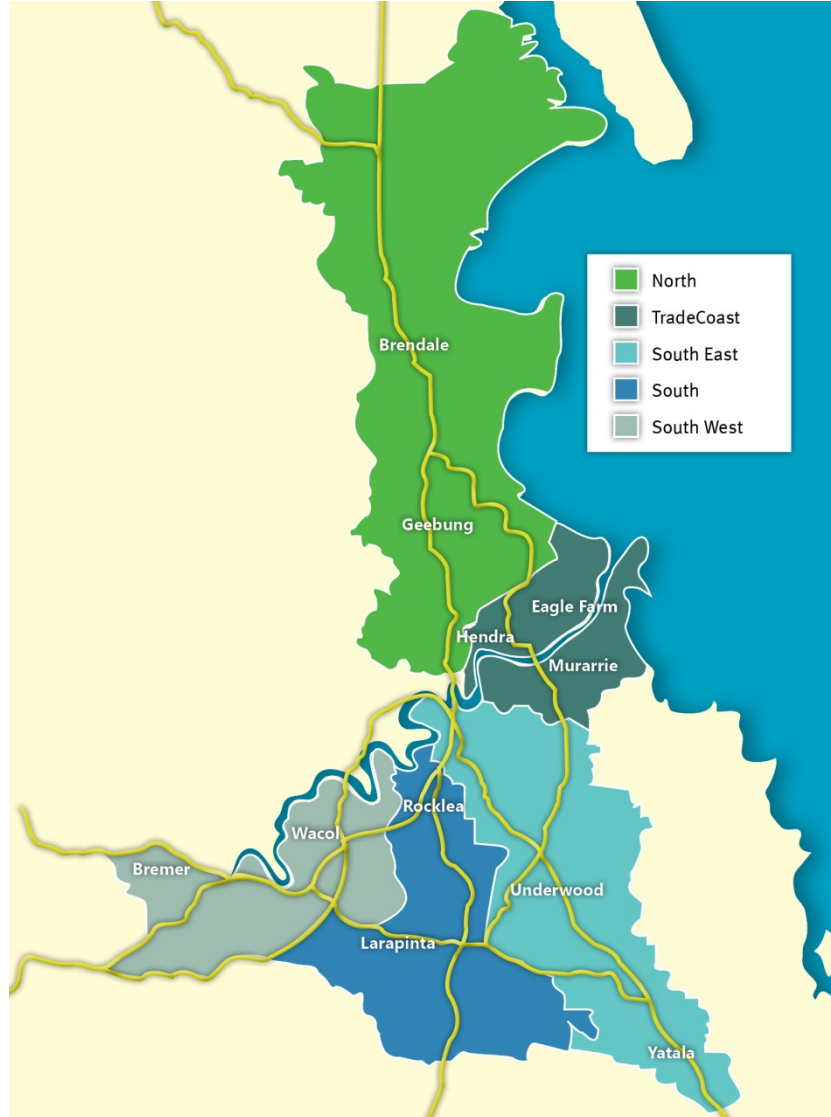 North
TradeCoast
South East
South
South West
Brendale
Geebung
Eagle Farm
Hendra
Murarrie
Rocklea
Wacol
Bremer
Underwood
Larapinta
Yatala